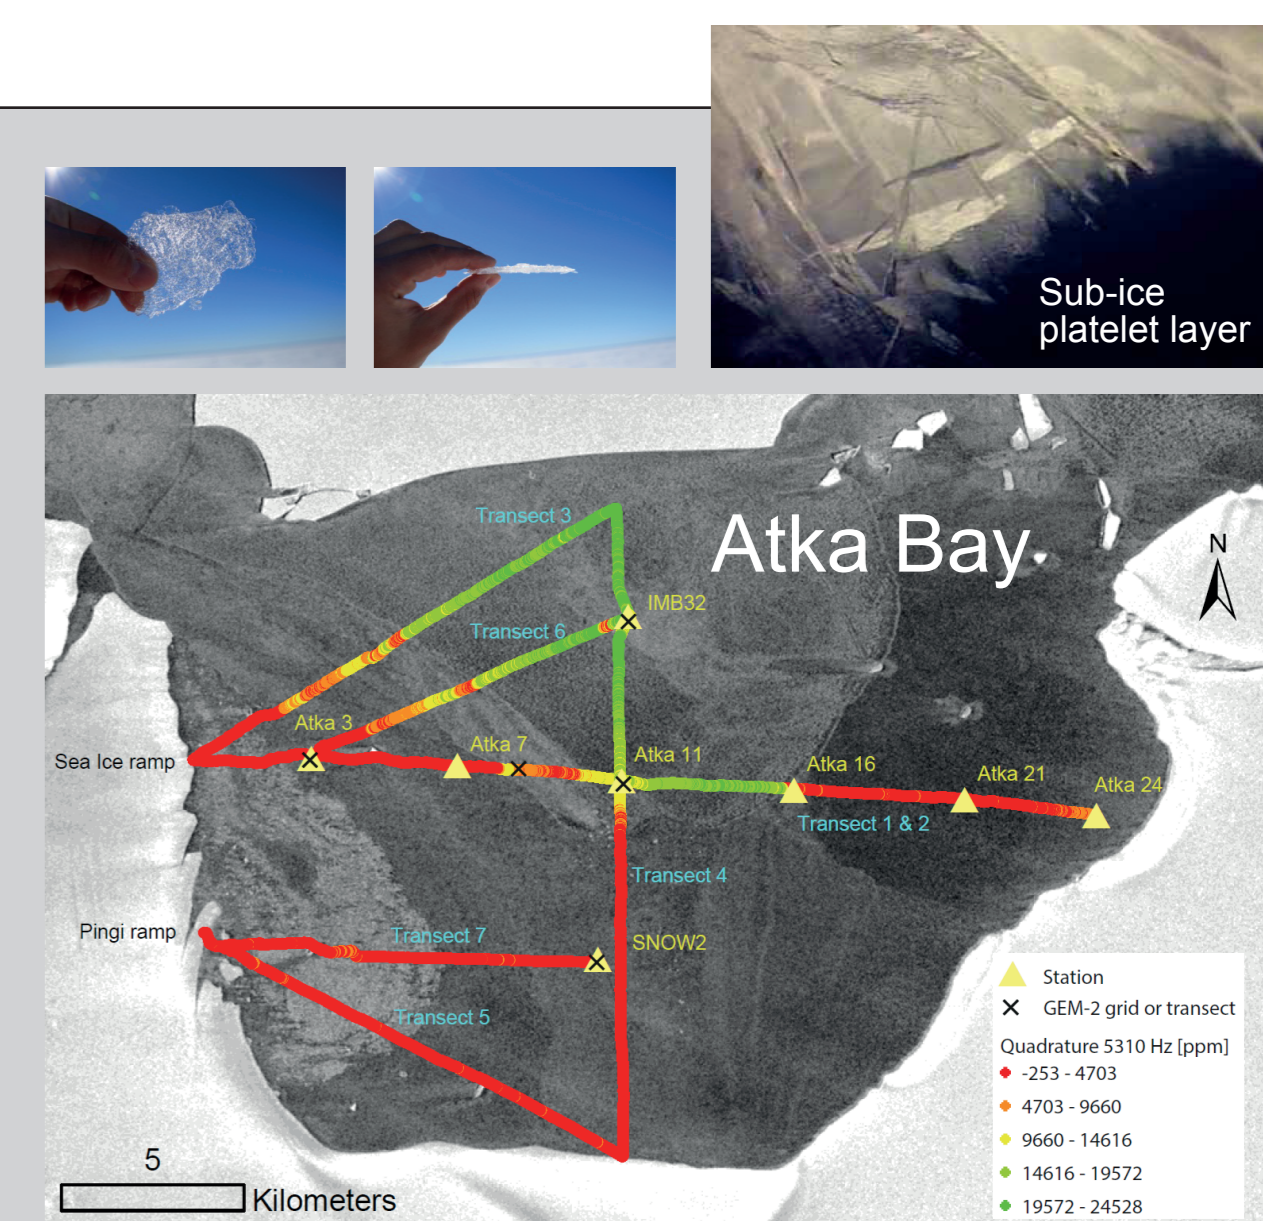 Sub-ice
platelet layer
Atka Bay
N
Transect 3
IMB32
Transect 6
Atka 3
Atka 7
Atka 11
Sea Ice ramp
Atka 16
Atka 21
Atka 24
Transect 1 & 2
Transect 4
Pingi ramp
Transect 7
SNOW2
Transect 5
Station
GEM-2 grid or transect
Quadrature 5310 Hz [ppm]
-253 - 4703
4703 - 9660
9660 - 14616
14616 - 19572
19572 - 24528
5
Kilometers